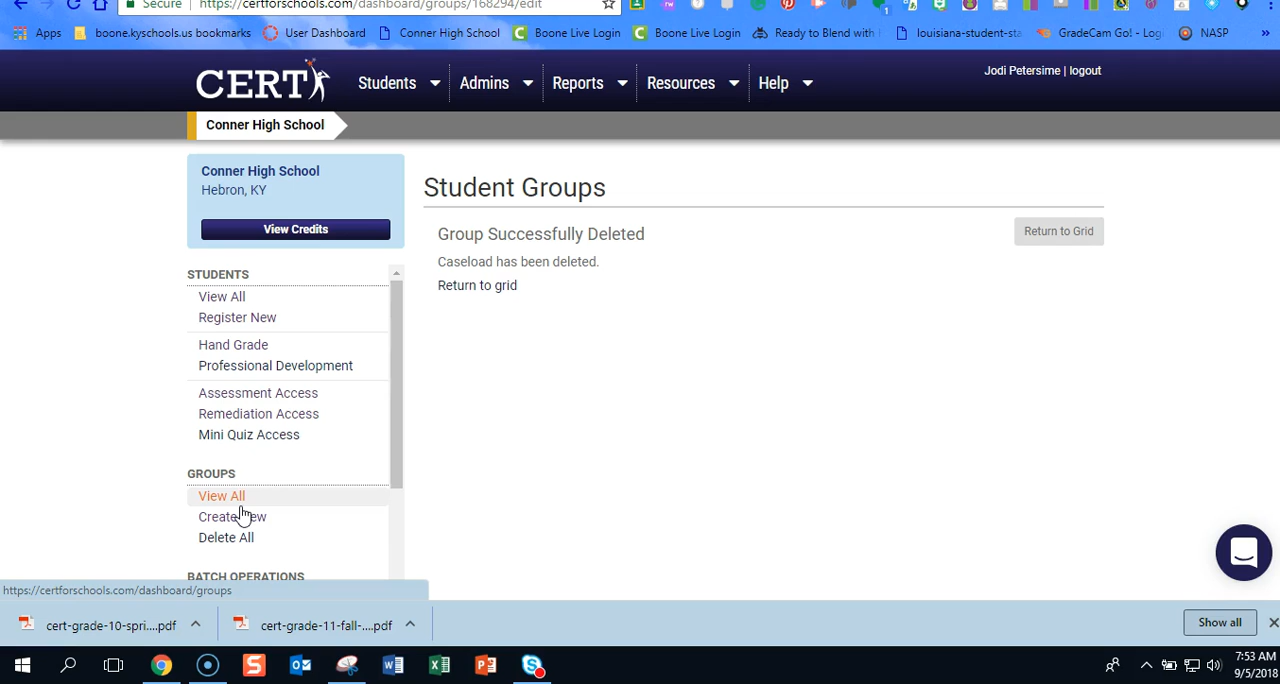 Secure
https://certforschools.com/dashboard/groups/168294/edit
Apps
boone.kyschools.us bookmarks
User Dashboard
Conner High School
Boone Live Login
Boone Live Login
Ready to Blend with
louisiana-student-sta
GradeCam Go! - Logi
NASP
»
CERT
Students
Admins
Reports
Resources
Help
Jodi Petersime | logout
Conner High School
Conner High School
Hebron, KY
View Credits
STUDENTS
View All
Register New
Hand Grade
Professional Development
Assessment Access
Remediation Access
Mini Quiz Access
GROUPS
View All
Create New
Delete All
BATCH OPERATIONS
Student Groups
Group Successfully Deleted
Return to Grid
Caseload has been deleted.
Return to grid
https://certforschools.com/dashboard/groups
cert-grade-10-spri....pdf
cert-grade-11-fall-....pdf
Show all
7:53 AM
9/5/2018